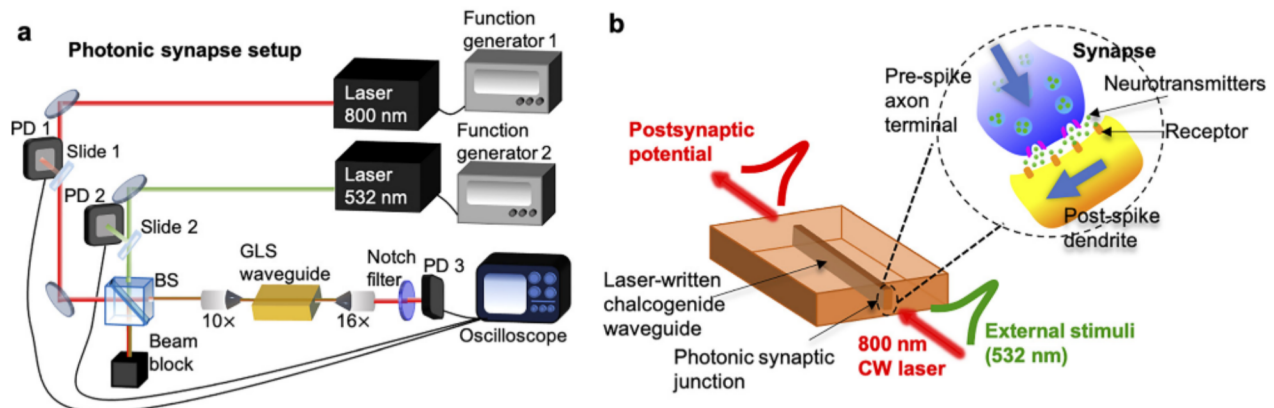 a
Photonic synapse setup
Function
generator 1
Laser
800 nm
Function
generator 2
Laser
532 nm
PD 1
Slide 1
PD 2
Slide 2
BS
GLS
waveguide
Notch
filter
PD 3
10×
16×
Oscilloscope
Beam
block
b
Synapse
Pre-spike
axon
terminal
Neurotransmitters
Receptor
Post-spike
dendrite
Postsynaptic
potential
Laser-written
chalcogenide
waveguide
Photonic synaptic
junction
800 nm
CW laser
External stimuli
(532 nm)